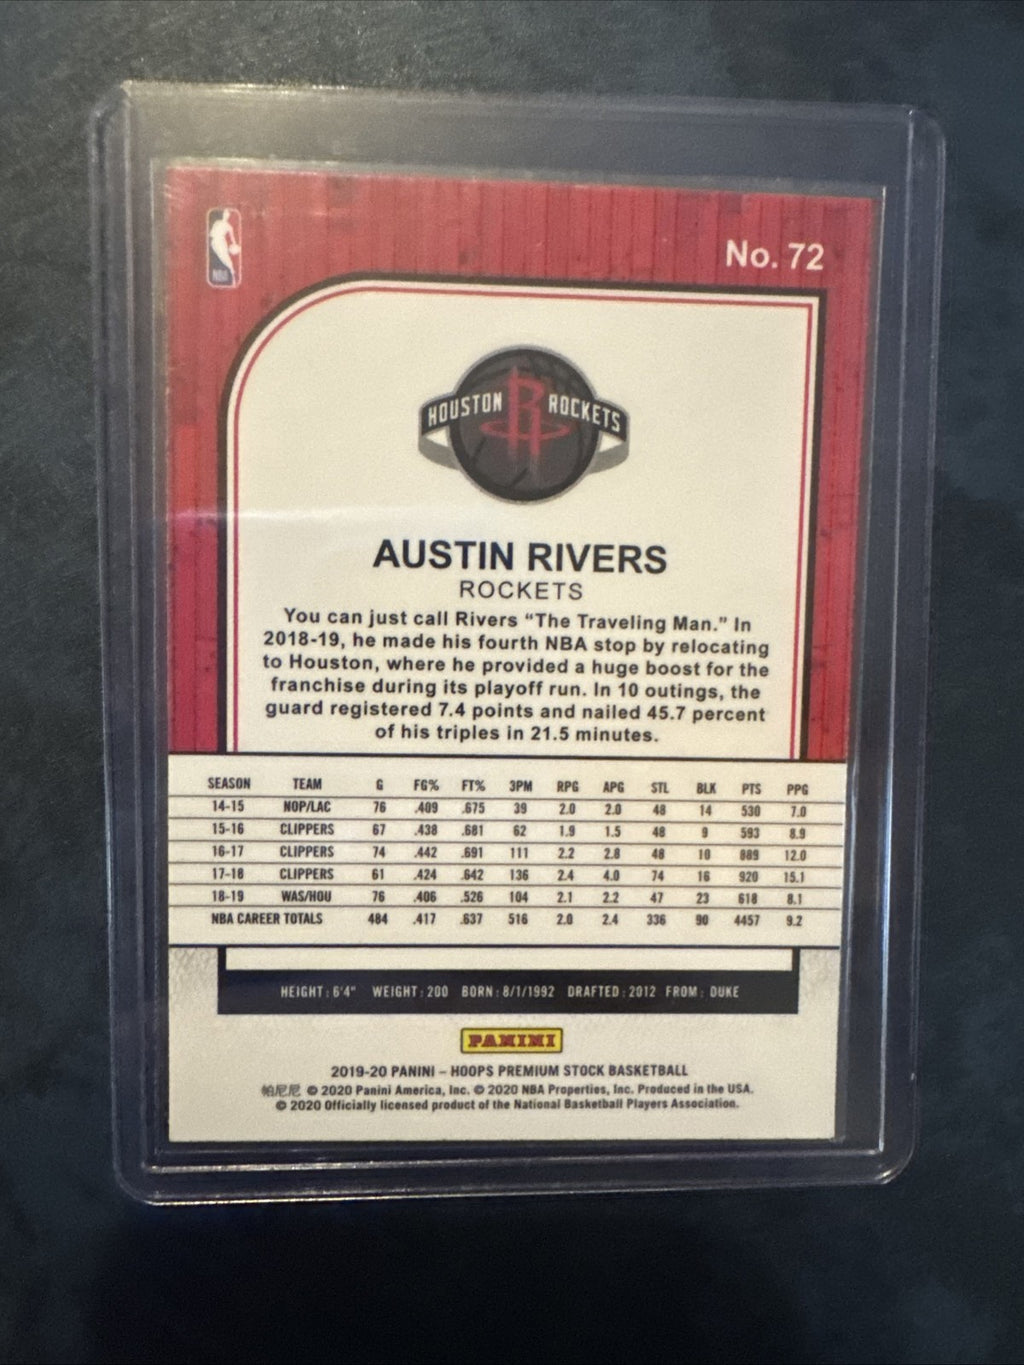 NBA
No. 72
HOUSTON ROCKETS
AUSTIN RIVERS
ROCKETS
You can just call Rivers “The Traveling Man.” In
2018-19, he made his fourth NBA stop by relocating
to Houston, where he provided a huge boost for the
franchise during its playoff run. In 10 outings, the
guard registered 7.4 points and nailed 45.7 percent
of his triples in 21.5 minutes.
SEASON TEAM G FG% FT% 3PM RPG APG STL BLK PTS PPG
14-15 NOP/LAC 76 .409 .675 39 2.0 2.0 48 14 530 7.0
15-16 CLIPPERS 67 .438 .681 62 1.9 1.5 48 9 593 8.9
16-17 CLIPPERS 74 .442 .691 111 2.2 2.8 48 10 889 12.0
17-18 CLIPPERS 61 .424 .642 136 2.4 4.0 74 16 920 15.1
18-19 WAS/HOU 76 .406 .526 104 2.1 2.2 47 23 618 8.1
NBA CAREER TOTALS 484 .417 .637 516 2.0 2.4 336 90 4457 9.2
HEIGHT: 6'4" WEIGHT: 200 BORN: 8/1/1992 DRAFTED: 2012 FROM: DUKE
PANINI
2019-20 PANINI – HOOPS PREMIUM STOCK BASKETBALL
帕尼尼 © 2020 Panini America, Inc. © 2020 NBA Properties, Inc. Produced in the USA.
© 2020 Officially licensed product of the National Basketball Players Association.